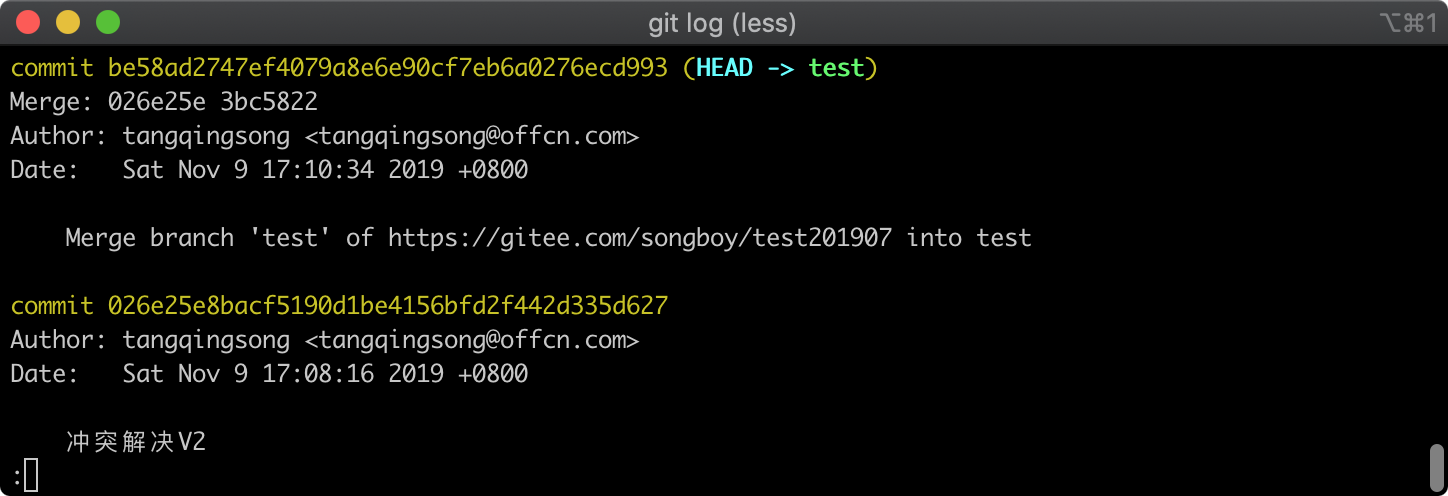 git log (less)
⌥⌘1
commit be58ad2747ef4079a8e6e90cf7eb6a0276ecd993 (HEAD -> test)
Merge: 026e25e 3bc5822
Author: tangqingsong <tangqingsong@offcn.com>
Date:   Sat Nov 9 17:10:34 2019 +0800
Merge branch 'test' of https://gitee.com/songboy/test201907 into test
commit 026e25e8bacf5190d1be4156bfd2f442d335d627
Author: tangqingsong <tangqingsong@offcn.com>
Date:   Sat Nov 9 17:08:16 2019 +0800
冲突解决V2
: